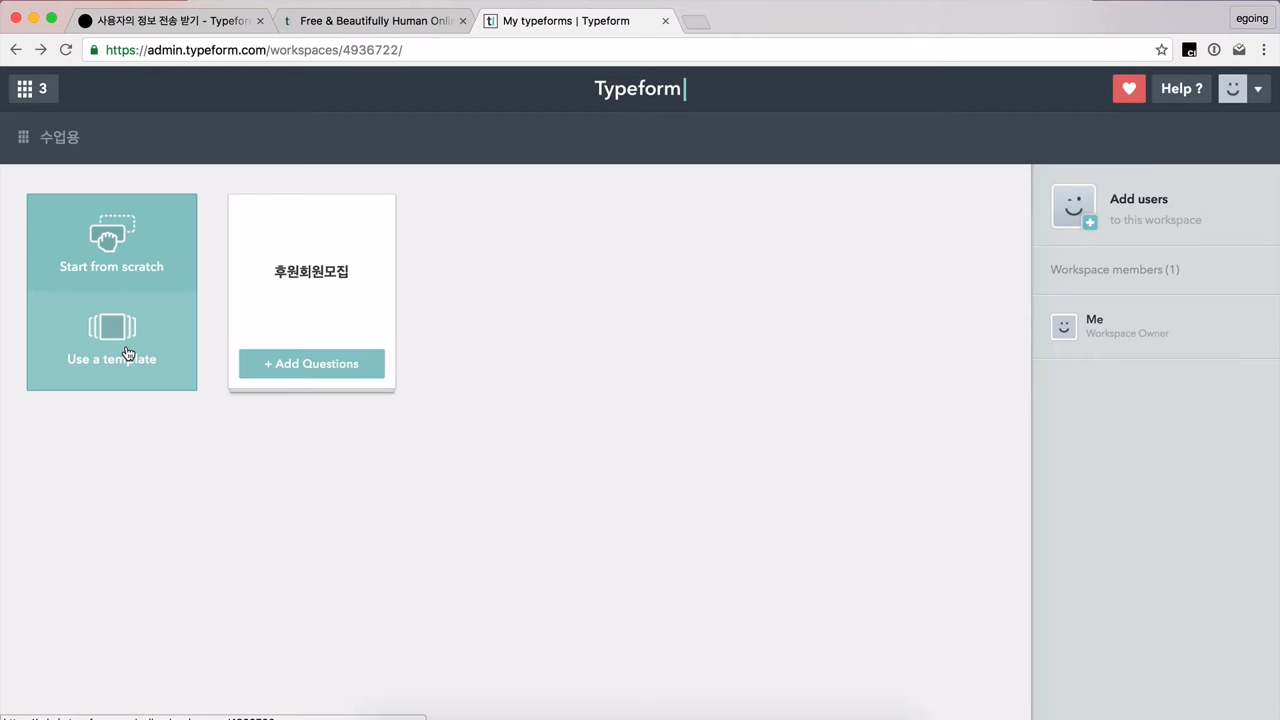 사용자의 정보 전송 받기 - Typefor
Free & Beautifully Human Onli
My typeforms | Typeform
egoing
https://admin.typeform.com/workspaces/4936722/
3
Typeform
Help ?
수업용
Start from scratch
Use a template
후원회원모집
+ Add Questions
Add users
to this workspace
Workspace members (1)
Me
Workspace Owner